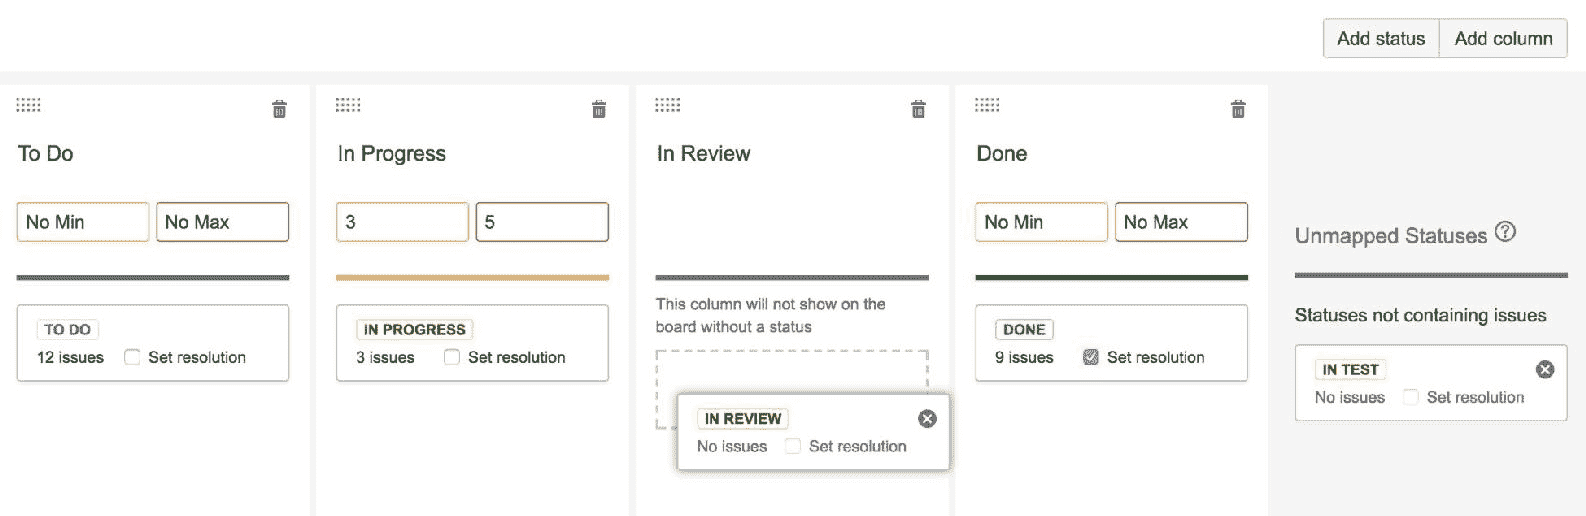 Add status Add column
To Do In Progress In Review Done
No Min No Max 3 5 No Min No Max
Unmapped Statuses ?
This column will not show on the
board without a status
Statuses not containing issues
TO DO
12 issues Set resolution
IN PROGRESS
3 issues Set resolution
IN REVIEW
No issues Set resolution
DONE
9 issues Set resolution
IN TEST
No issues Set resolution